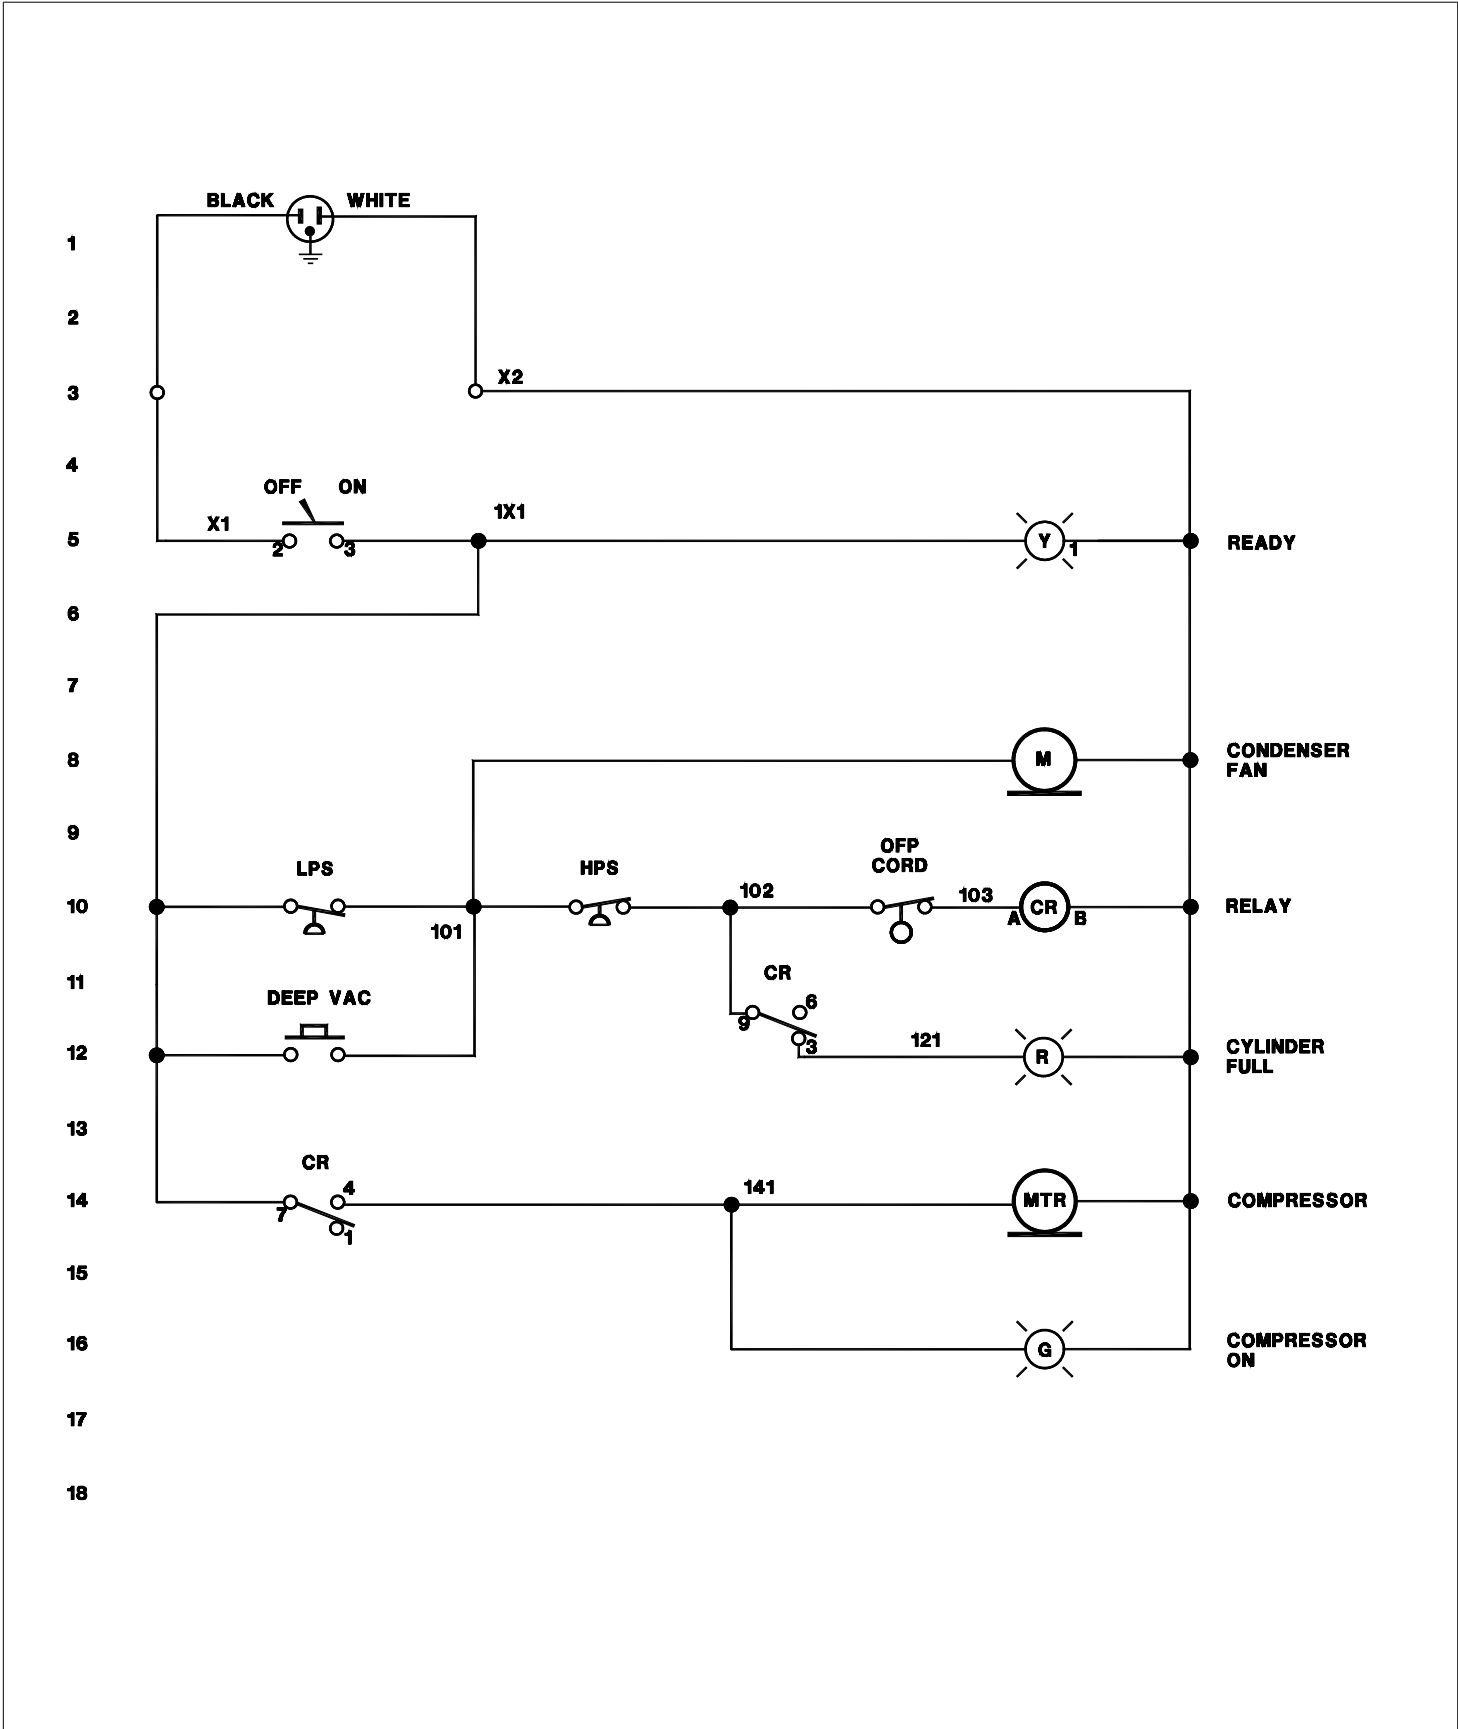 BLACK WHITE
1
2
X2
3
4
OFF ON
X1 1X1
5 2 3 Y 1 READY
6
7
8 M CONDENSER
FAN
9
OFP
CORD
LPS HPS
10 101 102 103 A CR B RELAY
CR
11 6
DEEP VAC
9
12 3 121 R CYLINDER
FULL
13
CR
14 7 4 1 141 MTR COMPRESSOR
15
16 G COMPRESSOR
ON
17
18